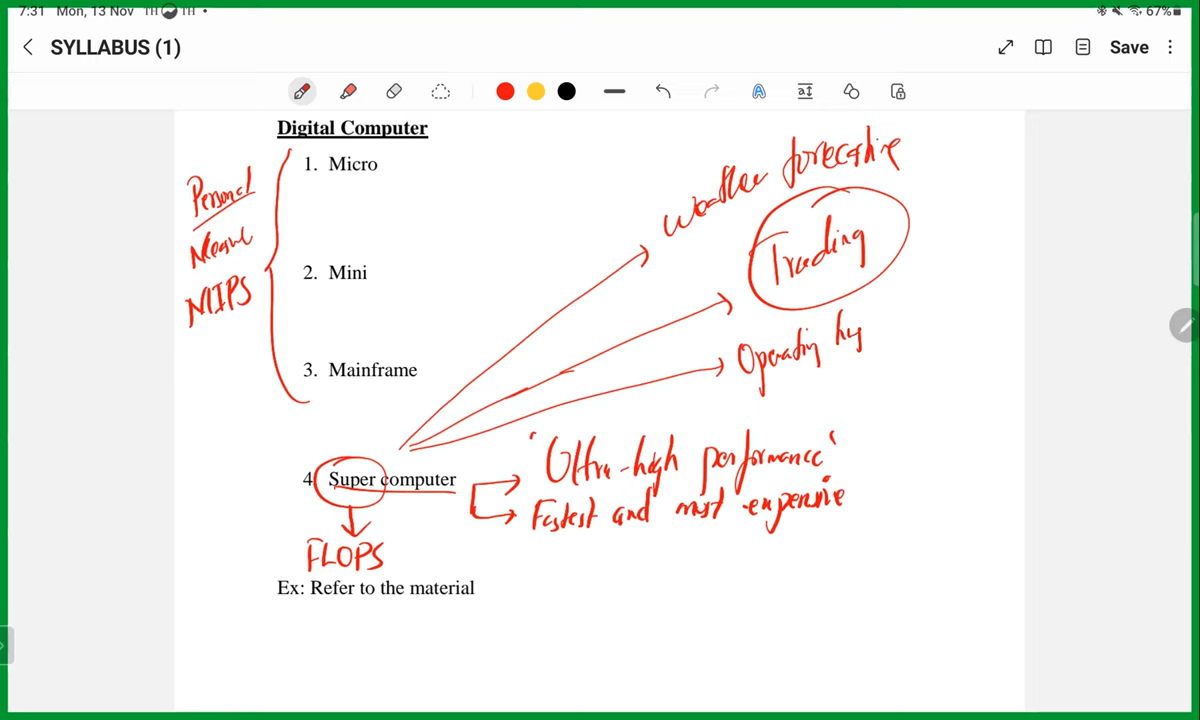 7:31 Mon, 13 Nov TH TH •
67%
SYLLABUS (1)
Save
Digital Computer
1. Micro
Personal
2. Mini
MIPS
3. Mainframe
Weather forecasting
Trading
Operating
4 Super computer
'Ultra-high performance'
Fastest and most expensive
FLOPS
Ex: Refer to the material